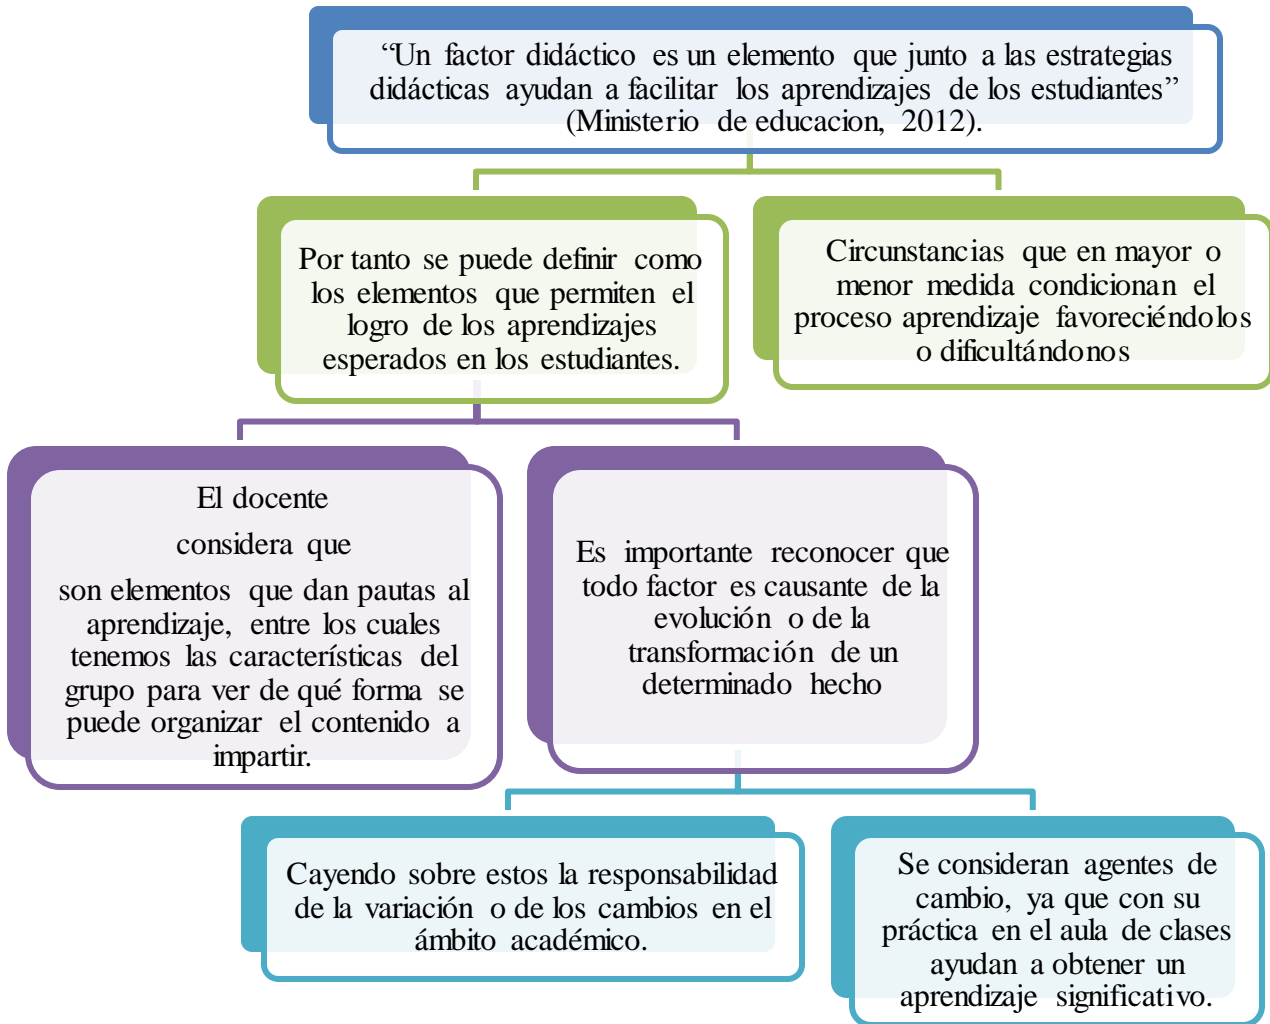 “Un factor didáctico es un elemento que junto a las estrategias
didácticas ayudan a facilitar los aprendizajes de los estudiantes”
(Ministerio de educacion, 2012).
Por tanto se puede definir como
los elementos que permiten el
logro de los aprendizajes
esperados en los estudiantes.
Circunstancias que en mayor o
menor medida condicionan el
proceso aprendizaje favoreciéndolos
o dificultándonos
El docente
considera que
son elementos que dan pautas al
aprendizaje, entre los cuales
tenemos las características del
grupo para ver de qué forma se
puede organizar el contenido a
impartir.
Es importante reconocer que
todo factor es causante de la
evolución o de la
transformación de un
determinado hecho
Cayendo sobre estos la responsabilidad
de la variación o de los cambios en el
ámbito académico.
Se consideran agentes de
cambio, ya que con su
práctica en el aula de clases
ayudan a obtener un
aprendizaje significativo.